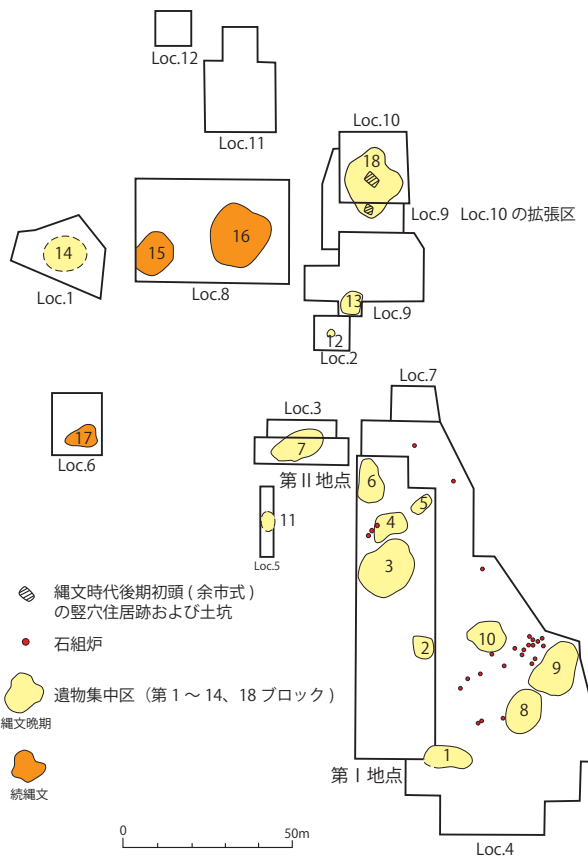 Loc.12
Loc.11
Loc.10
18
Loc.9 Loc.10 の拡張区
14
Loc.1
15
16
Loc.8
13
Loc.9
12
Loc.2
Loc.7
17
Loc.6
Loc.3
7
第Ⅱ地点
6
5
4
11
Loc.5
3
2
10
9
8
1
第Ⅰ地点
Loc.4
縄文時代後期初頭 ( 余市式 )
の竪穴住居跡および土坑
石組炉
遺物集中区（第 1 〜 14、18 ブロック )
縄文晩期
続縄文
0
50m